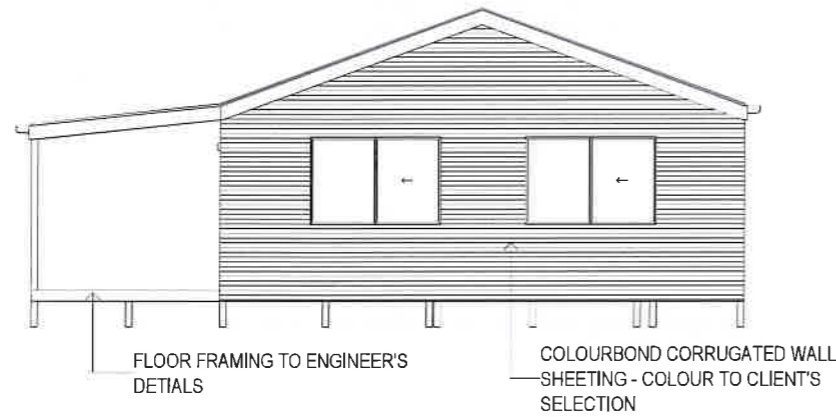 FLOOR FRAMING TO ENGINEER'S
DETIALS
COLOURBOND CORRUGATED WALL
SHEETING - COLOUR TO CLIENT'S
SELECTION